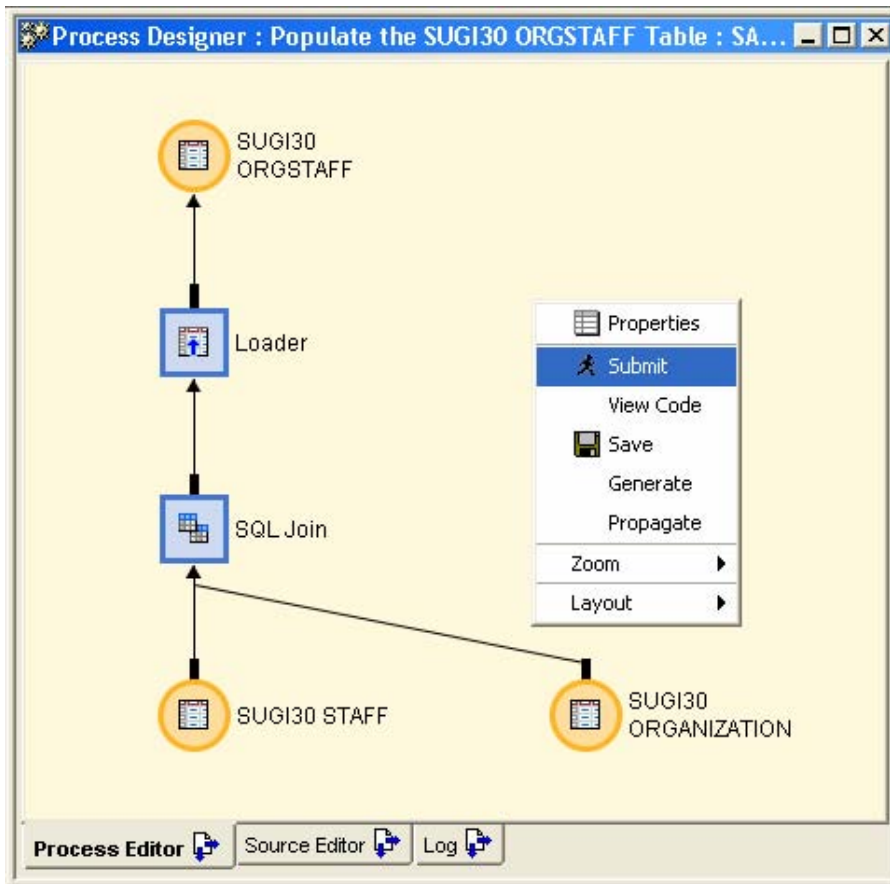 Process Designer : Populate the SUGI30 ORGSTAFF Table : SA...
SUGI30
ORGSTAFF
Loader
SQL Join
SUGI30 STAFF
SUGI30
ORGANIZATION
Properties
Submit
View Code
Save
Generate
Propagate
Zoom
Layout
Process Editor
Source Editor
Log